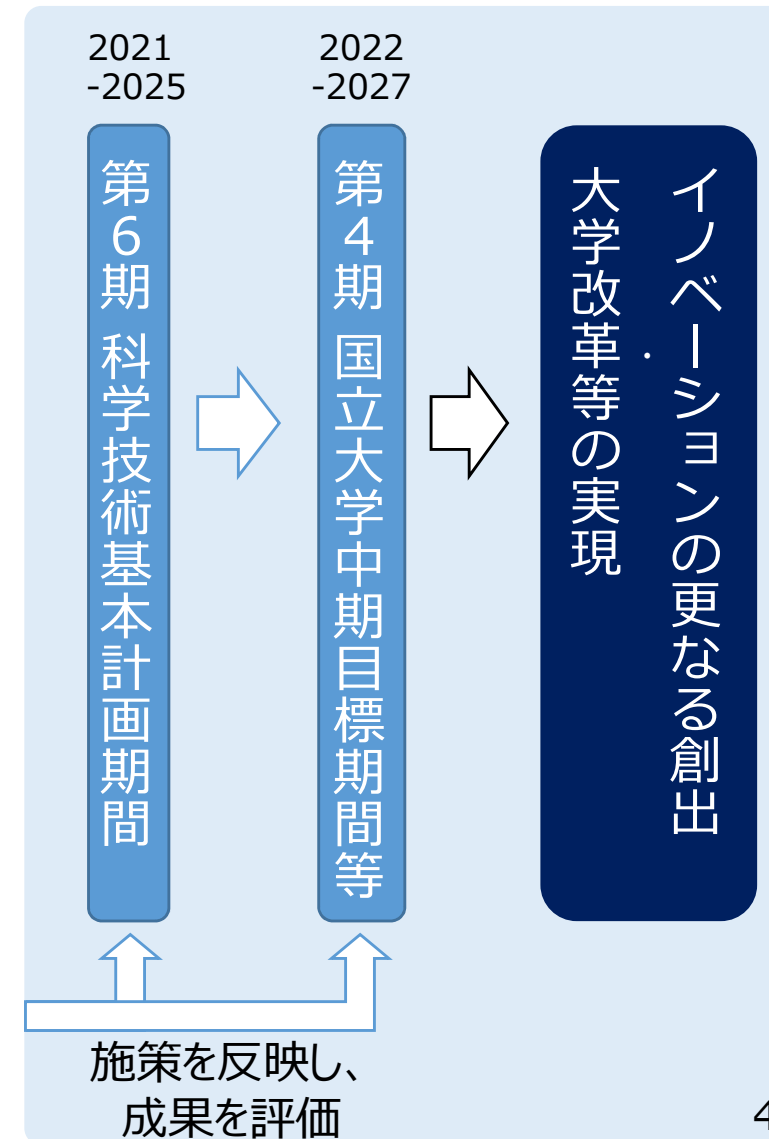 2021
-2025
2022
-2027
第6期 科学技術基本計画期間
第4期 国立大学中期目標期間等
イノベーションの更なる創出・
大学改革等の実現
施策を反映し、
成果を評価
4